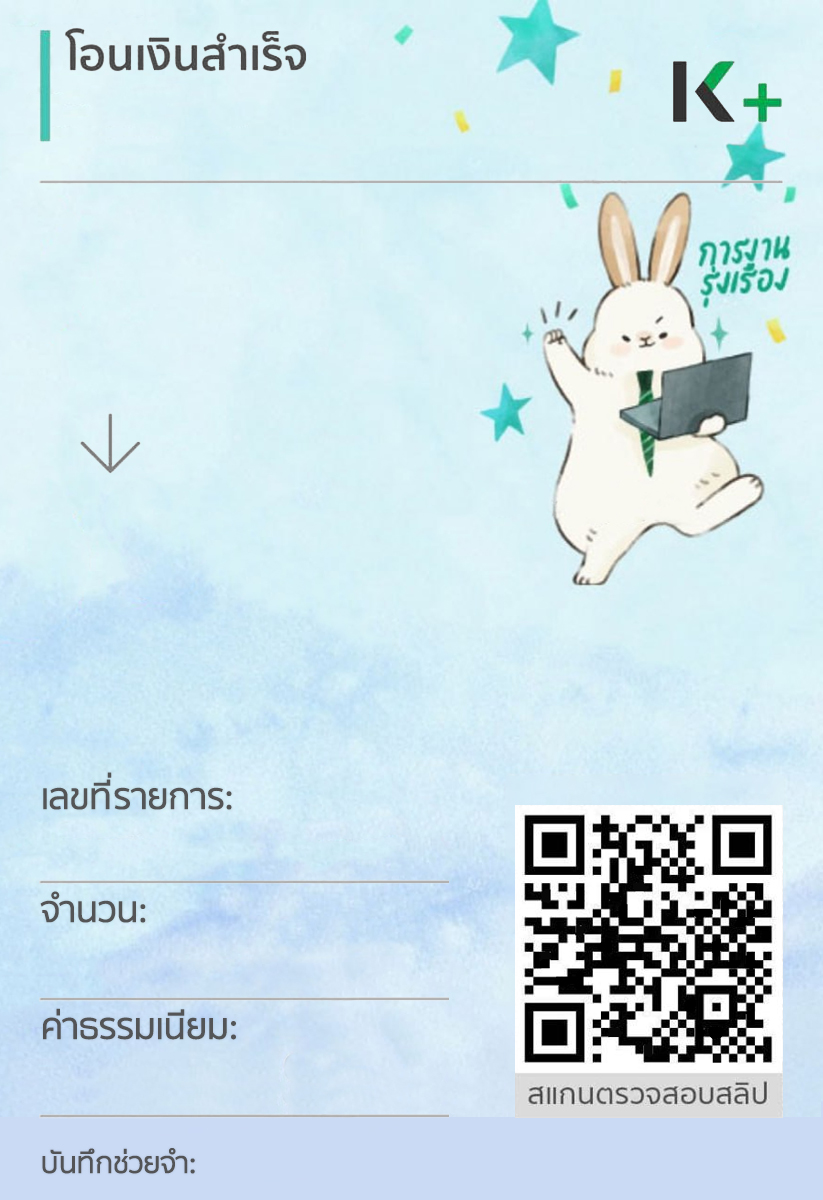 โอนเงินสำเร็จ
K+
การงาน
รุ่งเรือง
เลขที่รายการ:
จำนวน:
ค่าธรรมเนียม:
สแกนตรวจสอบสลิป
บันทึกช่วยจำ: